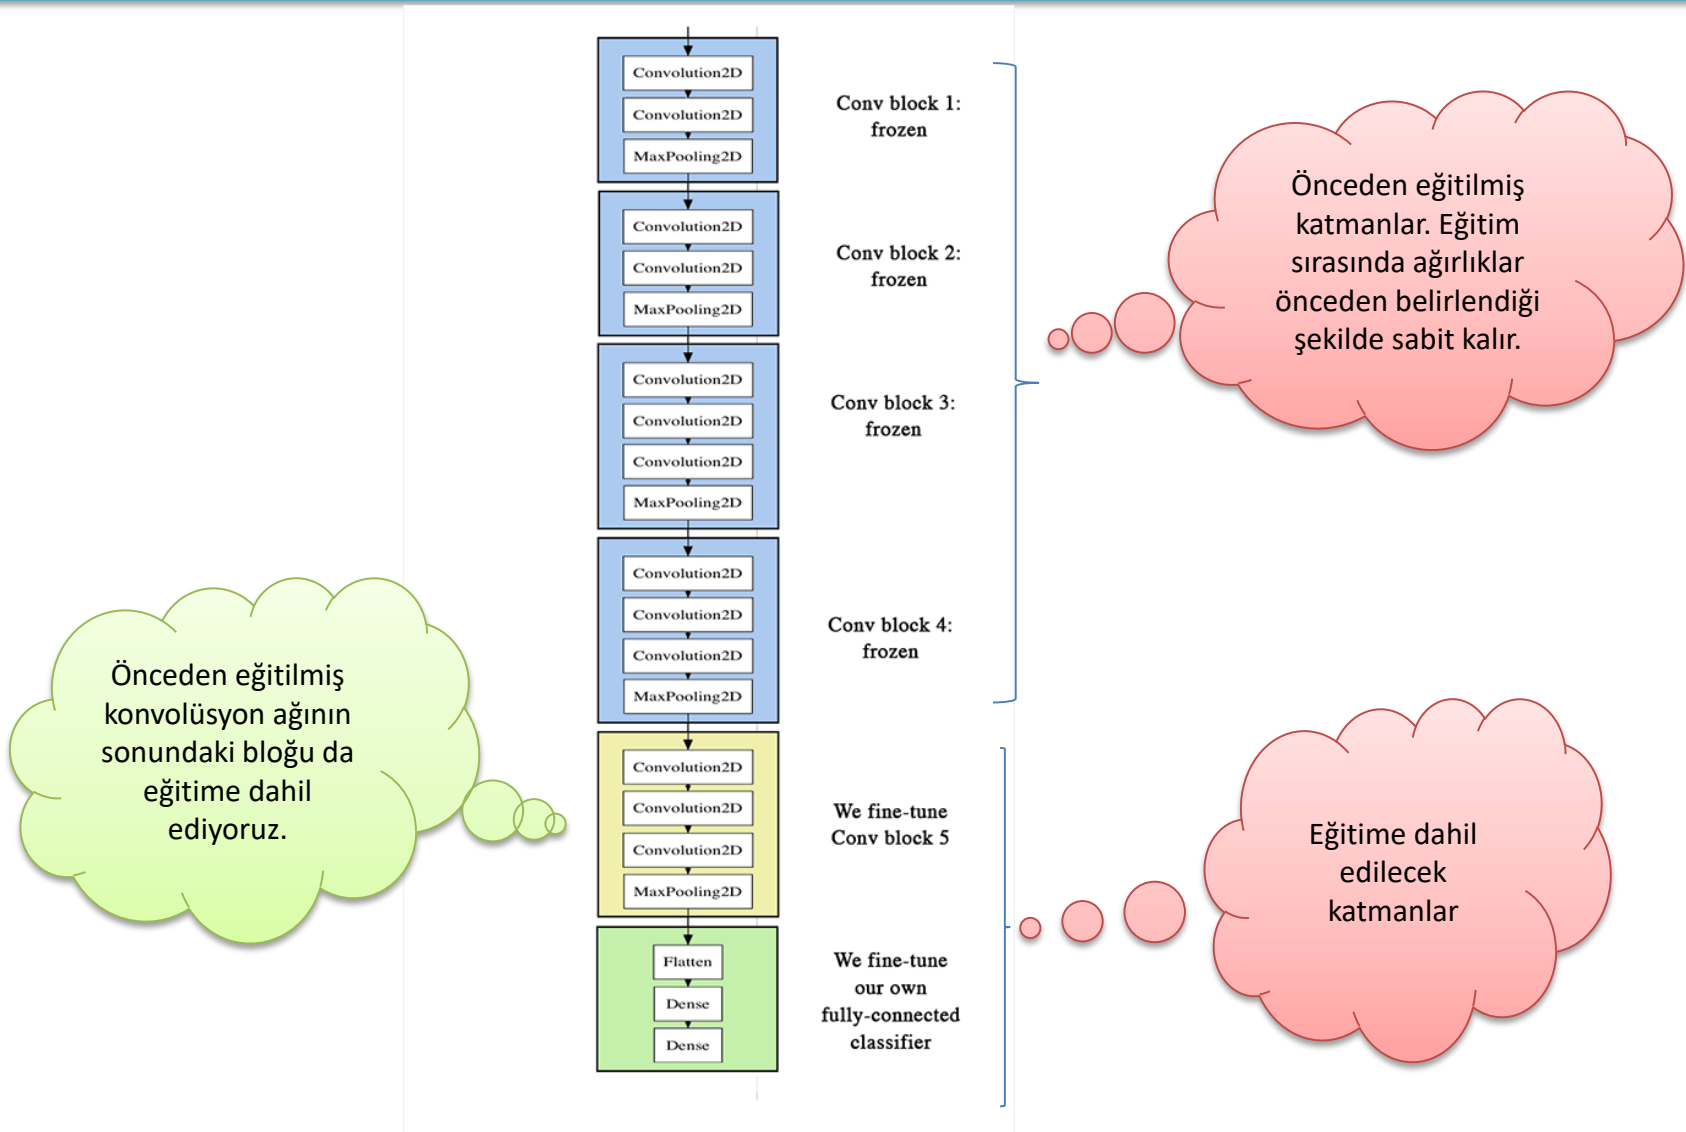 Convolution2D
Convolution2D
MaxPooling2D
Conv block 1:
frozen
Convolution2D
Convolution2D
MaxPooling2D
Conv block 2:
frozen
Convolution2D
Convolution2D
Convolution2D
MaxPooling2D
Conv block 3:
frozen
Convolution2D
Convolution2D
Convolution2D
MaxPooling2D
Conv block 4:
frozen
Convolution2D
Convolution2D
Convolution2D
MaxPooling2D
We fine-tune
Conv block 5
Flatten
Dense
Dense
We fine-tune
our own
fully-connected
classifier
Önceden eğitilmiş
katmanlar. Eğitim
sırasında ağırlıklar
önceden belirlendiği
şekilde sabit kalır.
Önceden eğitilmiş
konvolüsyon ağının
sonundaki bloğu da
eğitime dahil
ediyoruz.
Eğitime dahil
edilecek
katmanlar